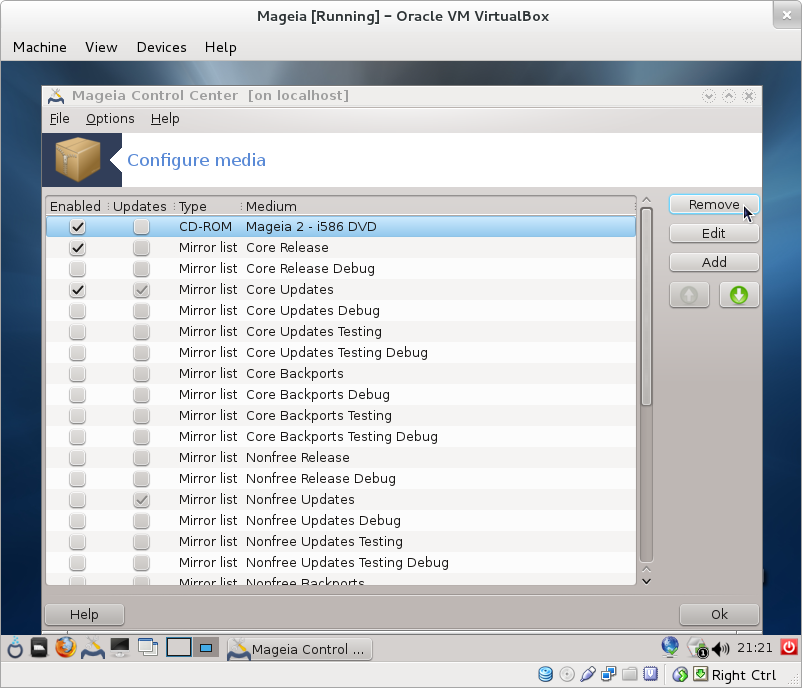 Mageia [Running] – Oracle VM VirtualBox
Machine View Devices Help
Mageia Control Center [on localhost]
File Options Help
Configure media
Enabled Updates Type Medium
CD-ROM Mageia 2 - i586 DVD
Mirror list Core Release
Mirror list Core Release Debug
Mirror list Core Updates
Mirror list Core Updates Debug
Mirror list Core Updates Testing
Mirror list Core Updates Testing Debug
Mirror list Core Backports
Mirror list Core Backports Debug
Mirror list Core Backports Testing
Mirror list Core Backports Testing Debug
Mirror list Nonfree Release
Mirror list Nonfree Release Debug
Mirror list Nonfree Updates
Mirror list Nonfree Updates Debug
Mirror list Nonfree Updates Testing
Mirror list Nonfree Updates Testing Debug
Mirror list Nonfree Backports
Remove
Edit
Add
Help
Ok
Mageia Control ...
1
21:21
Right Ctrl